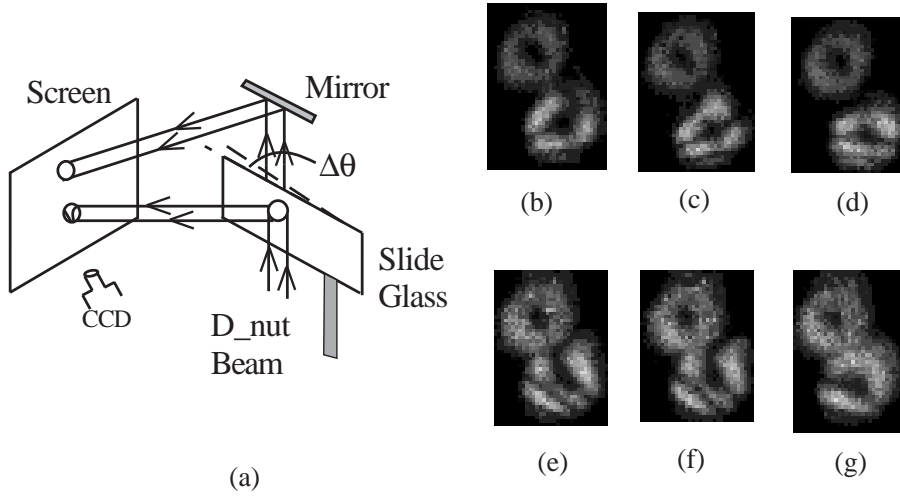 Screen
Mirror
Δθ
Slide
Glass
CCD
D_nut
Beam
(a)
(b)
(c)
(d)
(e)
(f)
(g)